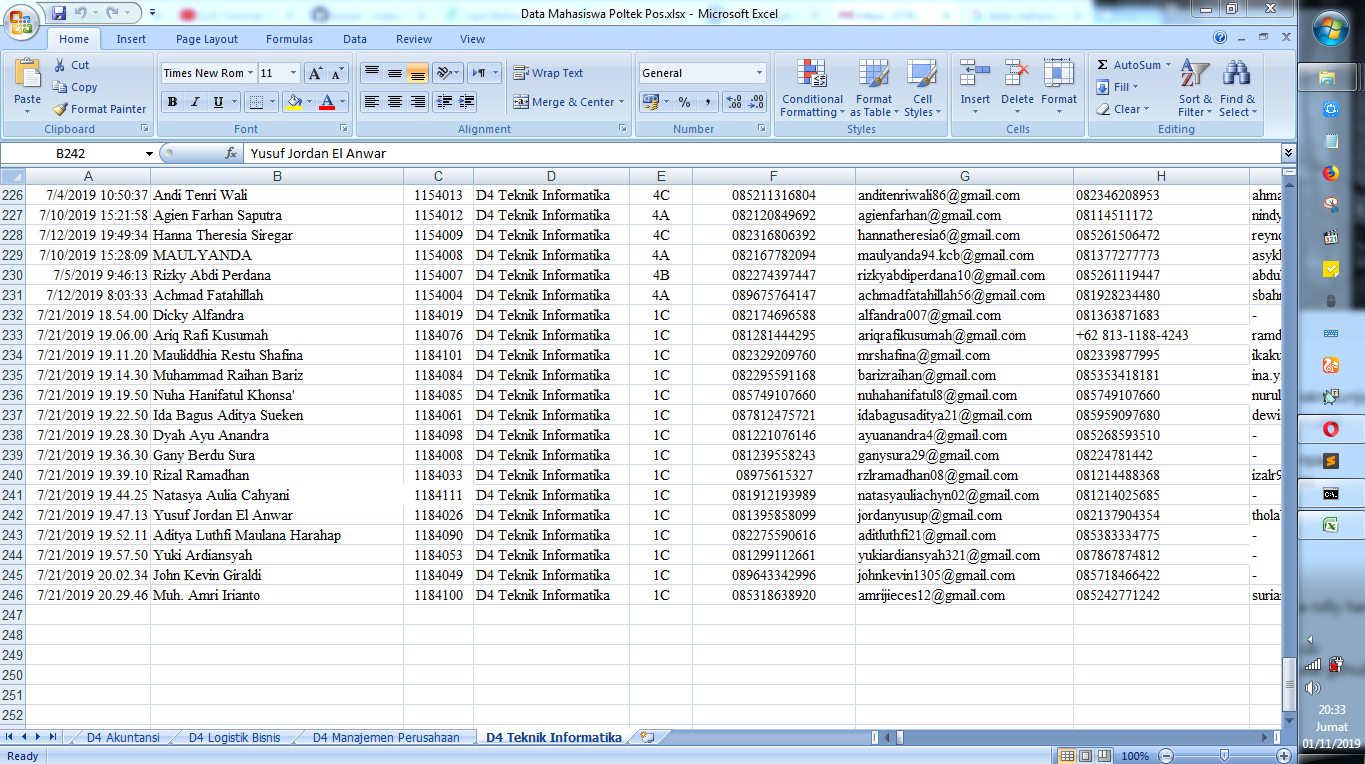 Data Mahasiswa Poltek Pos.xlsx - Microsoft Excel
Home Insert Page Layout Formulas Data Review View
Paste Cut Copy Format Painter Clipboard
Times New Rom 11 B I U Font
Wrap Text Merge & Center Alignment
General % , Number
Conditional Formatting Format as Table Cell Styles Styles
Insert Delete Format Cells
Σ AutoSum Fill Clear Sort & Filter Find & Select Editing
B242 fx Yusuf Jordan El Anwar
A B C D E F G H
226 7/4/2019 10:50:37 Andi Tenri Wali 1154013 D4 Teknik Informatika 4C 085211316804 anditenriwali86@gmail.com 082346208953 ahma
227 7/10/2019 15:21:58 Agien Farhan Saputra 1154012 D4 Teknik Informatika 4A 082120849692 agienfarhan@gmail.com 08114511172 nindy
228 7/12/2019 19:49:34 Hanna Theresia Siregar 1154009 D4 Teknik Informatika 4C 082316806392 hannatheresia6@gmail.com 085261506472 reyno
229 7/10/2019 15:28:09 MAULYANDA 1154008 D4 Teknik Informatika 4A 082167782094 maulyanda94.kcb@gmail.com 081377277773 asykl
230 7/5/2019 9:46:13 Rizky Abdi Perdana 1154007 D4 Teknik Informatika 4B 082274397447 rizkyabdiperdana10@gmail.com 085261119447 abdul
231 7/12/2019 8:03:33 Achmad Fatahillah 1154004 D4 Teknik Informatika 4A 089675764147 achmadfatahillah56@gmail.com 081928234480 sbahr
232 7/21/2019 18.54.00 Dicky Alfandra 1184019 D4 Teknik Informatika 1C 082174696588 alfandra007@gmail.com 081363871683 -
233 7/21/2019 19.06.00 Ariq Rafi Kusumah 1184076 D4 Teknik Informatika 1C 081281444295 ariqrafikusumah@gmail.com +62 813-1188-4243 ramd
234 7/21/2019 19.11.20 Mauliddhia Restu Shafina 1184101 D4 Teknik Informatika 1C 082329209760 mrshafina@gmail.com 082339877995 ikaku
235 7/21/2019 19.14.30 Muhammad Raihan Bariz 1184084 D4 Teknik Informatika 1C 082295591168 barizraihan@gmail.com 085353418181 ina.y
236 7/21/2019 19.19.50 Nuha Hanifatul Khonsa' 1184085 D4 Teknik Informatika 1C 085749107660 nuhahanifatul8@gmail.com 085749107660 nurul
237 7/21/2019 19.22.50 Ida Bagus Aditya Sueken 1184061 D4 Teknik Informatika 1C 087812475721 idabagusaditya21@gmail.com 085959097680 dewi
238 7/21/2019 19.28.30 Dyah Ayu Anandra 1184098 D4 Teknik Informatika 1C 081221076146 ayuanandra4@gmail.com 085268593510 -
239 7/21/2019 19.36.30 Gany Berdu Sura 1184008 D4 Teknik Informatika 1C 081239558243 ganysura29@gmail.com 08224781442 -
240 7/21/2019 19.39.10 Rizal Ramadhan 1184033 D4 Teknik Informatika 1C 08975615327 rzlramadhan08@gmail.com 081214488368 izalr9
241 7/21/2019 19.44.25 Natasya Aulia Cahyani 1184111 D4 Teknik Informatika 1C 081912193989 natasyauliachyn02@gmail.com 081214025685 -
242 7/21/2019 19.47.13 Yusuf Jordan El Anwar 1184026 D4 Teknik Informatika 1C 081395858099 jordanyusup@gmail.com 082137904354 thola
243 7/21/2019 19.52.11 Aditya Luthfi Maulana Harahap 1184090 D4 Teknik Informatika 1C 082275590616 adithuthfi21@gmail.com 085383334775 -
244 7/21/2019 19.57.50 Yuki Ardiansyah 1184053 D4 Teknik Informatika 1C 081299112661 yukiardiansyah321@gmail.com 087867874812 -
245 7/21/2019 20.02.34 John Kevin Giraldi 1184049 D4 Teknik Informatika 1C 089643342996 johnkevin1305@gmail.com 085718466422 -
246 7/21/2019 20.29.46 Muh. Amri Irianto 1184100 D4 Teknik Informatika 1C 085318638920 amrijieces12@gmail.com 085242771242 suria
247
248
249
250
251
252
D4 Akuntansi D4 Logistik Bisnis D4 Manajemen Perusahaan D4 Teknik Informatika
Ready 100%
20:33
Jumat
01/11/2019